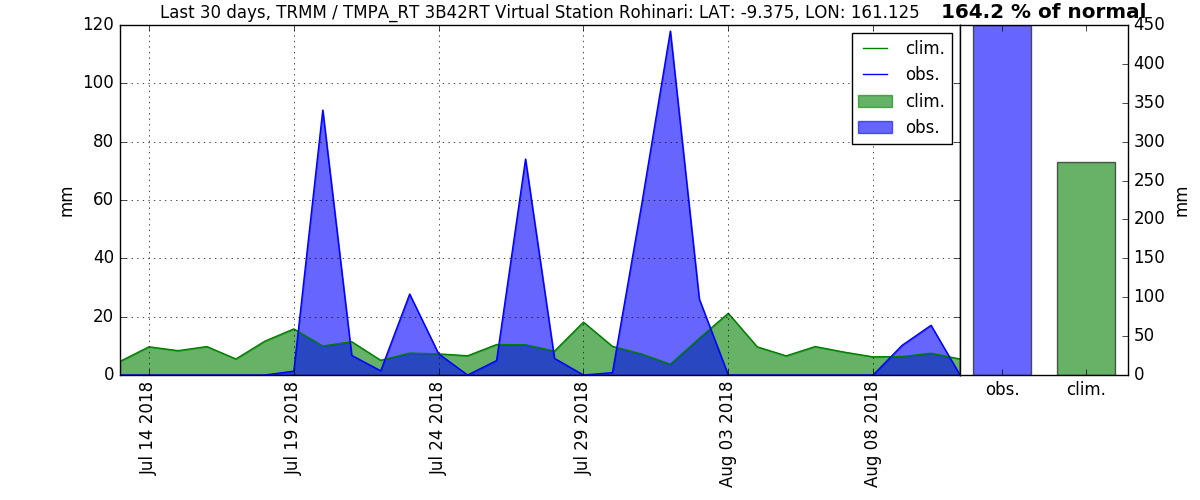 Last 30 days, TRMM / TMPA_RT 3B42RT Virtual Station Rohinari: LAT: -9.375, LON: 161.125
164.2 % of normal
120
100
80
60
40
20
0
mm
clim.
obs.
clim.
obs.
450
400
350
300
250
200
150
100
50
0
mm
obs.
clim.
Jul 14 2018
Jul 19 2018
Jul 24 2018
Jul 29 2018
Aug 03 2018
Aug 08 2018